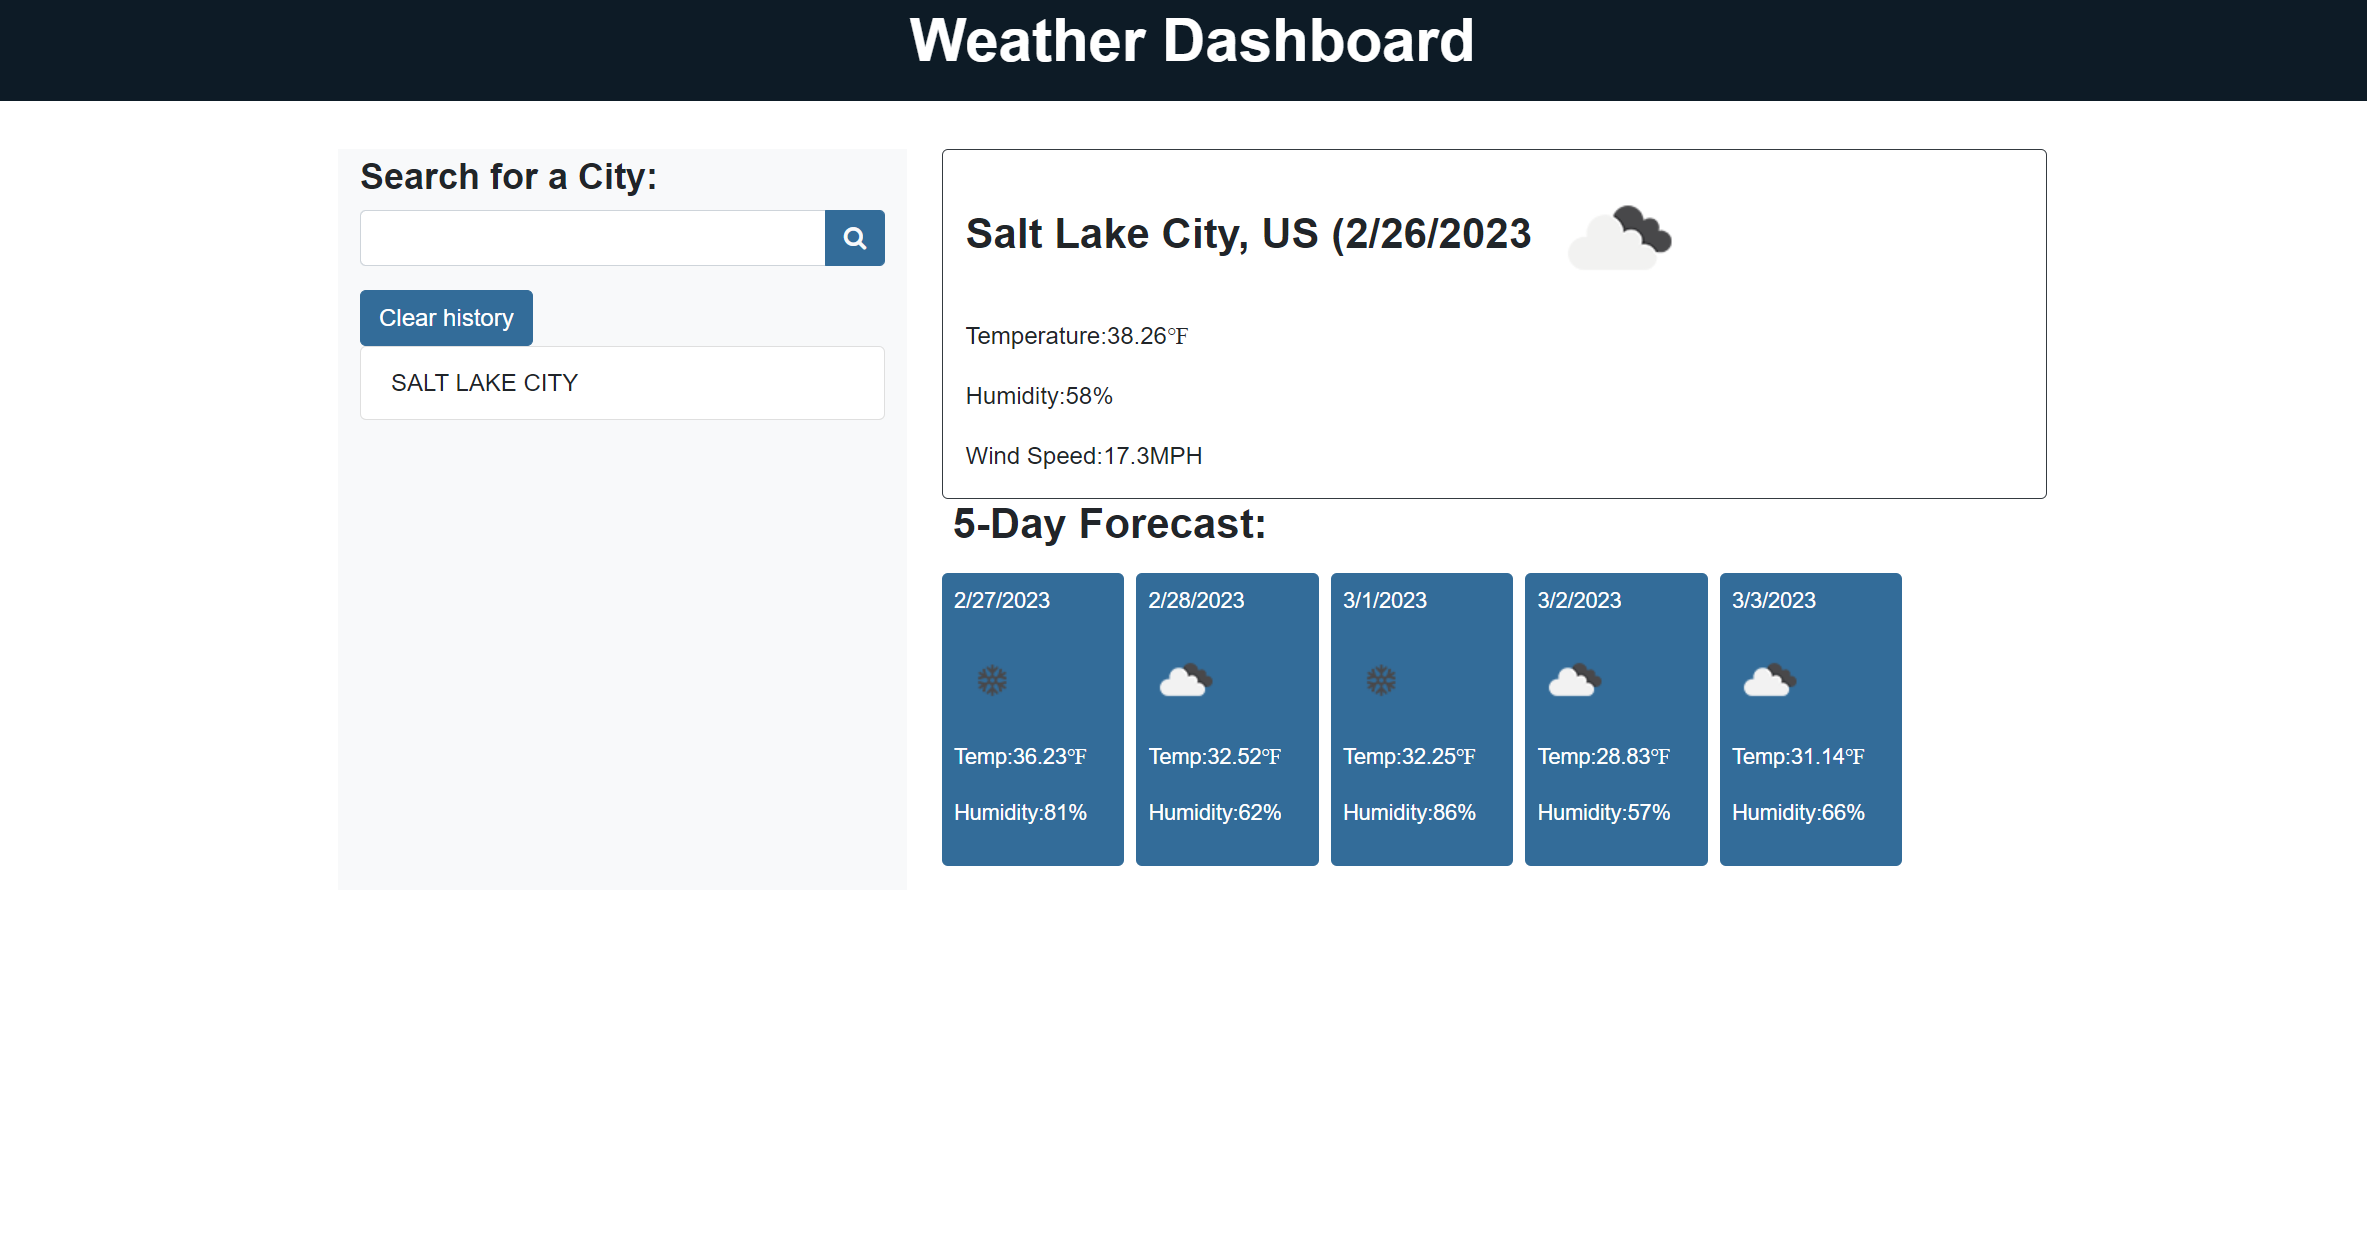 Weather Dashboard
Search for a City:
Clear history
SALT LAKE CITY
Salt Lake City, US (2/26/2023
Temperature:38.26°F
Humidity:58%
Wind Speed:17.3MPH
5-Day Forecast:
2/27/2023
Temp:36.23°F
Humidity:81%
2/28/2023
Temp:32.52°F
Humidity:62%
3/1/2023
Temp:32.25°F
Humidity:86%
3/2/2023
Temp:28.83°F
Humidity:57%
3/3/2023
Temp:31.14°F
Humidity:66%